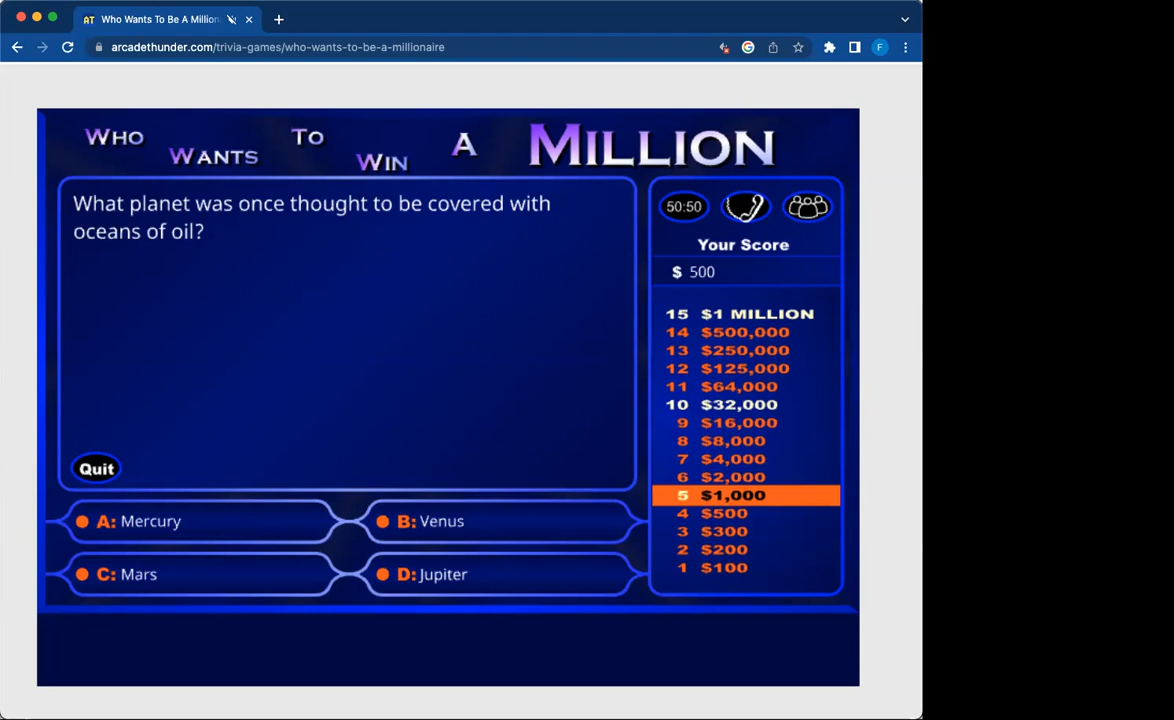 Who Wants To Be A Million
arcadethunder.com/trivia-games/who-wants-to-be-a-millionaire
F
WHO WANTS TO WIN A MILLION
What planet was once thought to be covered with
oceans of oil?
Quit
A: Mercury
B: Venus
C: Mars
D: Jupiter
50:50
Your Score
$ 500
15 $1 MILLION
14 $500,000
13 $250,000
12 $125,000
11 $64,000
10 $32,000
9 $16,000
8 $8,000
7 $4,000
6 $2,000
5 $1,000
4 $500
3 $300
2 $200
1 $100